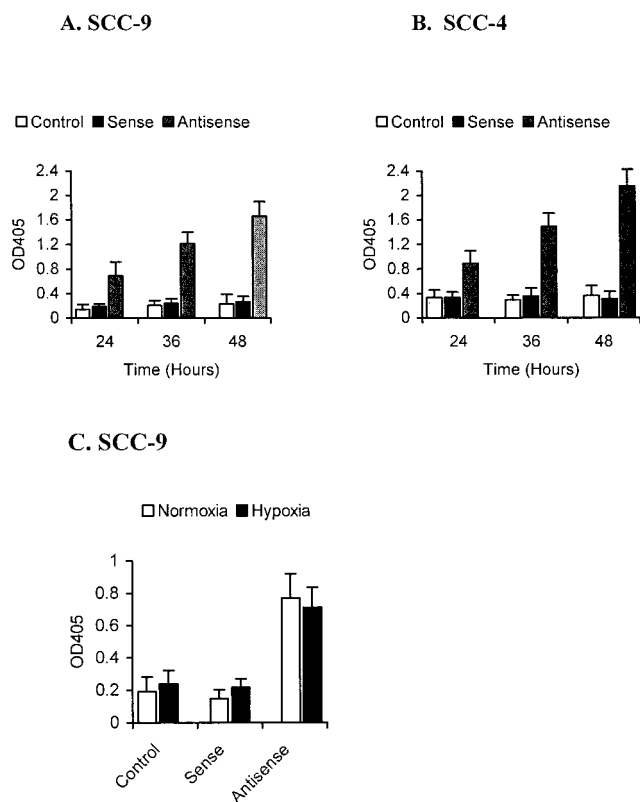 A. SCC-9
B. SCC-4
Control Sense Antisense
2.4
2
1.6
1.2
0.8
0.4
0
OD405
24 36 48
Time (Hours)
Control Sense Antisense
2.4
2
1.6
1.2
0.8
0.4
0
OD405
24 36 48
Time (Hours)
C. SCC-9
Normoxia Hypoxia
1
0.8
0.6
0.4
0.2
0
OD405
Control Sense Antisense